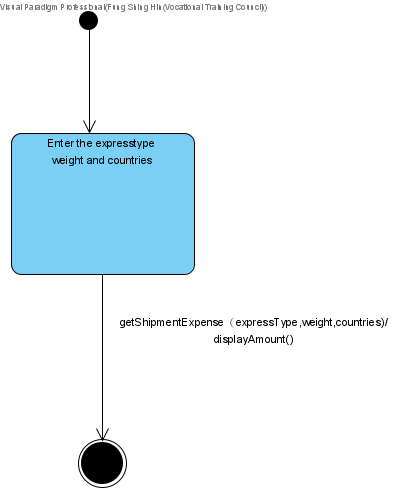 Visual Paradigm Professional(Fung Shing Hin(Vocational Training Council))
Enter the expresstype
weight and countries
getShipmentExpense（expressType,weight,countries)/
displayAmount()